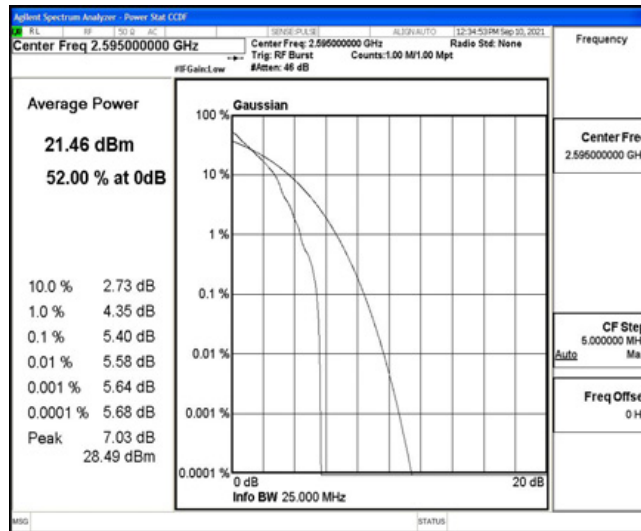 Agilent Spectrum Analyzer - Power Stat CCDF
RL RF 50 Ω AC SENSE:PULSE ALIGN AUTO 12:34:53 PM Sep 10, 2021
Center Freq 2.595000000 GHz
Center Freq: 2.595000000 GHz Radio Std: None
Trig: RF Burst Counts:1.00 M/1.00 Mpt
#IFGain:Low #Atten: 46 dB
Frequency
Average Power
21.46 dBm
52.00 % at 0dB
10.0 % 2.73 dB
1.0 % 4.35 dB
0.1 % 5.40 dB
0.01 % 5.58 dB
0.001 % 5.64 dB
0.0001 % 5.68 dB
Peak 7.03 dB
28.49 dBm
Gaussian
100 %
10 %
1 %
0.1 %
0.01 %
0.001 %
0.0001 %
0 dB 20 dB
Info BW 25.000 MHz
Center Fre
2.595000000 GH
CF Step
5.000000 MH
Auto Ma
Freq Offse
0 H
MSG STATUS